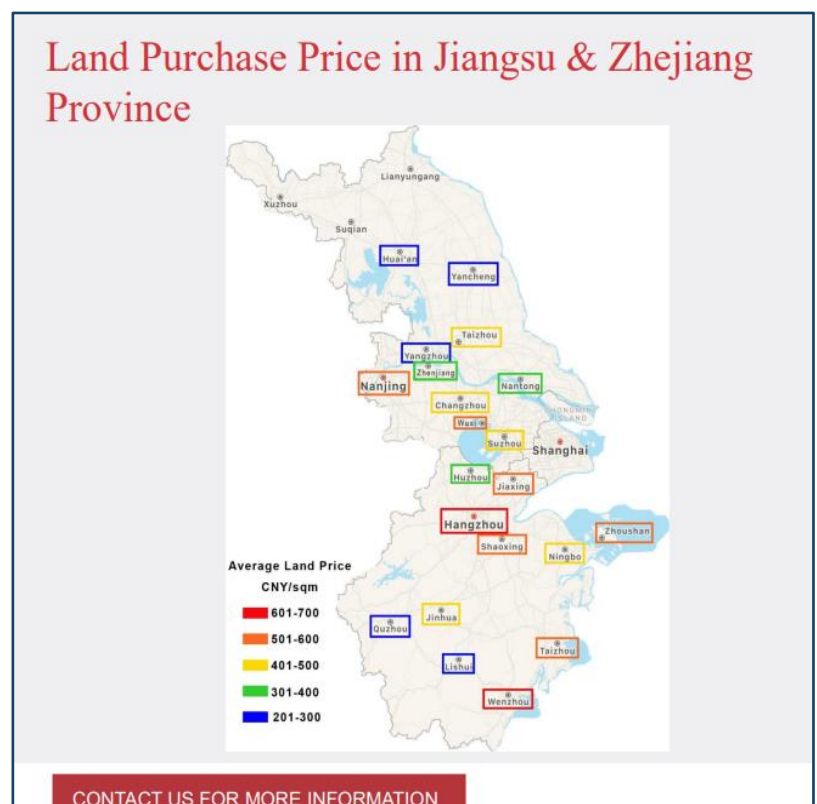 Land Purchase Price in Jiangsu & Zhejiang
Province
Lianyungang
Xuzhou
Suqian
Huai'an
Yancheng
Taizhou
Yangzhou
Zhenjiang
Nanjing
Nantong
Changzhou
Wuxi
Suzhou
Shanghai
Huzhou
Jiaxing
Hangzhou
Zhoushan
Shaoxing
Ningbo
Average Land Price
CNY/sqm
601-700
501-600
401-500
301-400
201-300
Jinhua
Quzhou
Taizhou
Lishui
Wenzhou
CONTACT US FOR MORE INFORMATION